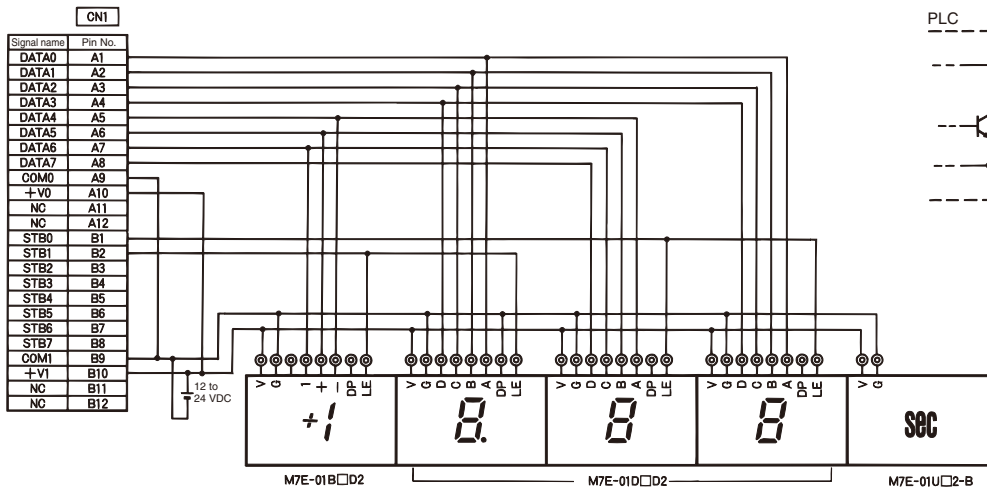 CN1
PLC
Signal name Pin No.
DATA0 A1
DATA1 A2
DATA2 A3
DATA3 A4
DATA4 A5
DATA5 A6
DATA6 A7
DATA7 A8
COM0 A9
+V0 A10
NC A11
NC A12
STB0 B1
STB1 B2
STB2 B3
STB3 B4
STB4 B5
STB5 B6
STB6 B7
STB7 B8
COM1 B9
+V1 B10
NC B11
NC B12
12 to
24 VDC
V G 1 + − DP LE
V G D C B A DP LE
V G D C B A DP LE
V G D C B A DP LE
V G
+1 8. 8 8 sec
M7E-01B□D2 M7E-01D□D2 M7E-01U□2-B